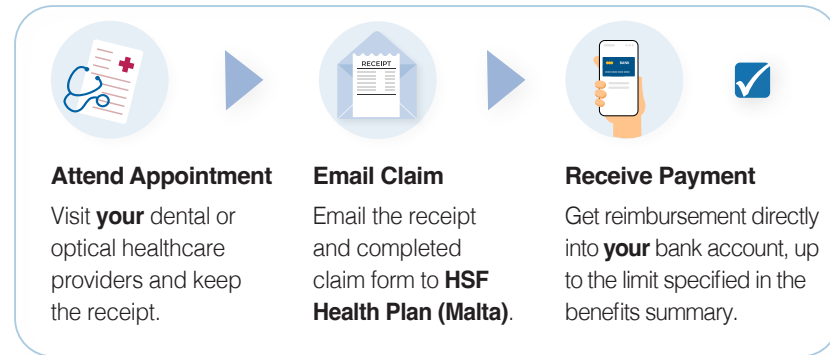 RECEIPT
BANK
Attend Appointment
Visit your dental or
optical healthcare
providers and keep
the receipt.
Email Claim
Email the receipt
and completed
claim form to HSF
Health Plan (Malta).
Receive Payment
Get reimbursement directly
into your bank account, up
to the limit specified in the
benefits summary.